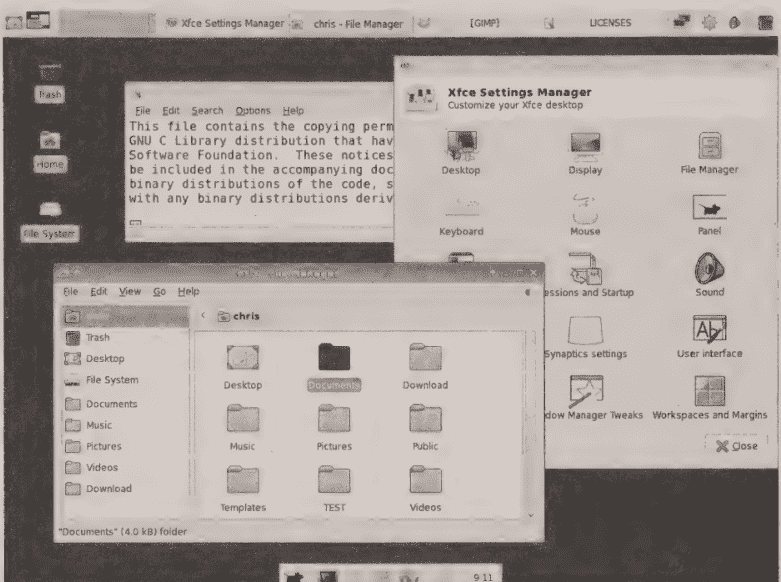 Xfce Settings Manager
chris - File Manager
[GIMP]
LICENSES
Trash
Home
File System
File Edit Search Options Help
This file contains the copying perm
GNU C Library distribution that hav
Software Foundation. These notices
be included in the accompanying doc
binary distributions of the code, s
with any binary distributions deriv
Xfce Settings Manager
Customize your Xfce desktop
Desktop
Display
File Manager
Keyboard
Mouse
Panel
essions and Startup
Sound
Synaptics settings
User interface
dow Manager Tweaks
Workspaces and Margins
Close
File Edit View Go Help
chris
Trash
Desktop
File System
Documents
Music
Pictures
Videos
Download
Desktop
Documents
Download
Music
Pictures
Public
Templates
TEST
Videos
"Documents" (4.0 kB) folder
9 11